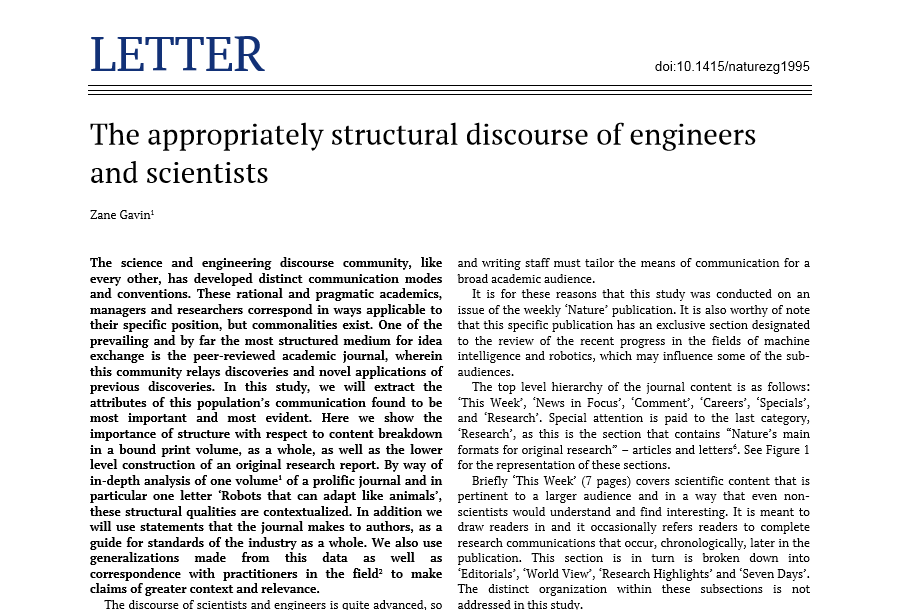 LETTER
doi:10.1415/naturezg1995
The appropriately structural discourse of engineers
and scientists
Zane Gavin¹
The science and engineering discourse community, like
every other, has developed distinct communication modes
and conventions. These rational and pragmatic academics,
managers and researchers correspond in ways applicable to
their specific position, but commonalities exist. One of the
prevailing and by far the most structured medium for idea
exchange is the peer-reviewed academic journal, wherein
this community relays discoveries and novel applications of
previous discoveries. In this study, we will extract the
attributes of this population's communication found to be
most important and most evident. Here we show the
importance of structure with respect to content breakdown
in a bound print volume, as a whole, as well as the lower
level construction of an original research report. By way of
in-depth analysis of one volume¹ of a prolific journal and in
particular one letter ‘Robots that can adapt like animals’,
these structural qualities are contextualized. In addition we
will use statements that the journal makes to authors, as a
guide for standards of the industry as a whole. We also use
generalizations made from this data as well as
correspondence with practitioners in the field² to make
claims of greater context and relevance.
The discourse of scientists and engineers is quite advanced, so
and writing staff must tailor the means of communication for a
broad academic audience.
It is for these reasons that this study was conducted on an
issue of the weekly ‘Nature’ publication. It is also worthy of note
that this specific publication has an exclusive section designated
to the review of the recent progress in the fields of machine
intelligence and robotics, which may influence some of the sub-
audiences.
The top level hierarchy of the journal content is as follows:
‘This Week’, ‘News in Focus’, ‘Comment’, ‘Careers’, ‘Specials’,
and ‘Research’. Special attention is paid to the last category,
‘Research’, as this is the section that contains “Nature's main
formats for original research” – articles and letters⁶. See Figure 1
for the representation of these sections.
Briefly ‘This Week’ (7 pages) covers scientific content that is
pertinent to a larger audience and in a way that even non-
scientists would understand and find interesting. It is meant to
draw readers in and it occasionally refers readers to complete
research communications that occur, chronologically, later in the
publication. This section is in turn is broken down into
‘Editorials’, ‘World View’, ‘Research Highlights’ and ‘Seven Days’.
The distinct organization within these subsections is not
addressed in this study.